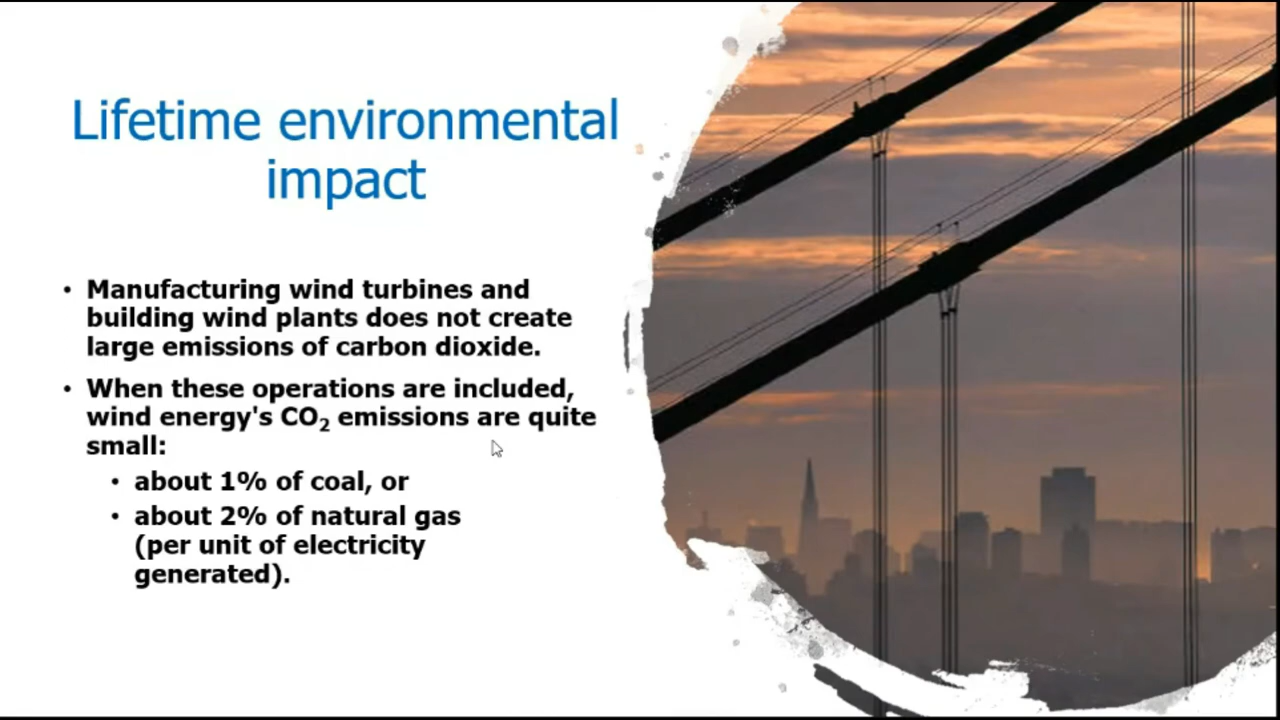 Lifetime environmental
impact
• Manufacturing wind turbines and
building wind plants does not create
large emissions of carbon dioxide.
• When these operations are included,
wind energy's CO₂ emissions are quite
small:
• about 1% of coal, or
• about 2% of natural gas
(per unit of electricity
generated).